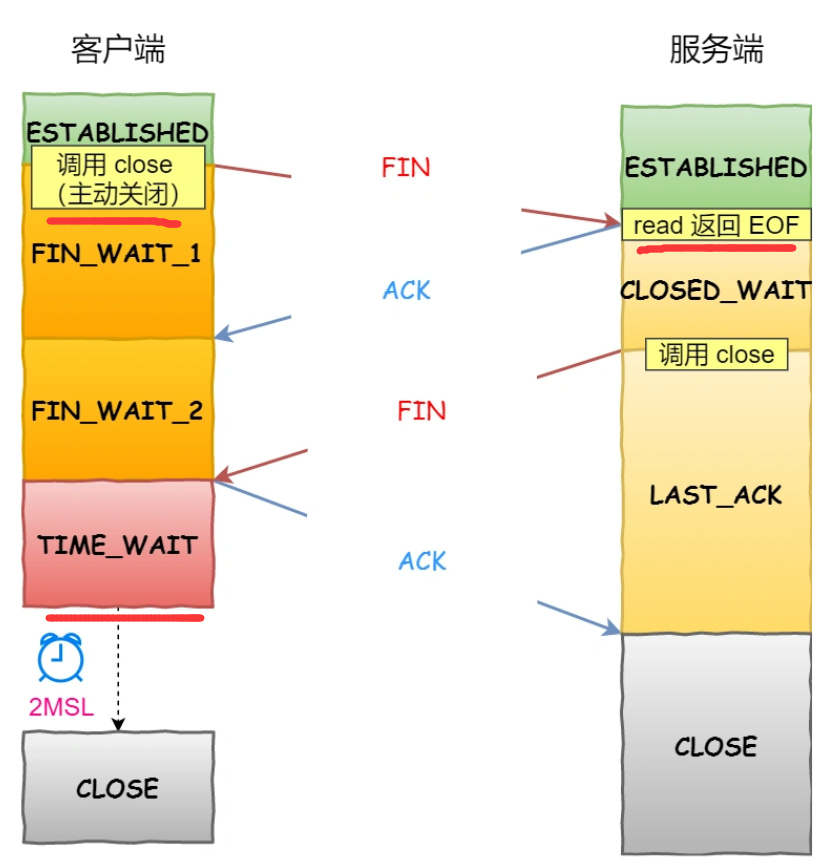 客户端
服务端
ESTABLISHED
调用 close
（主动关闭）
FIN
ESTABLISHED
read 返回 EOF
FIN_WAIT_1
ACK
CLOSED_WAIT
调用 close
FIN_WAIT_2
FIN
LAST_ACK
TIME_WAIT
ACK
2MSL
CLOSE
CLOSE